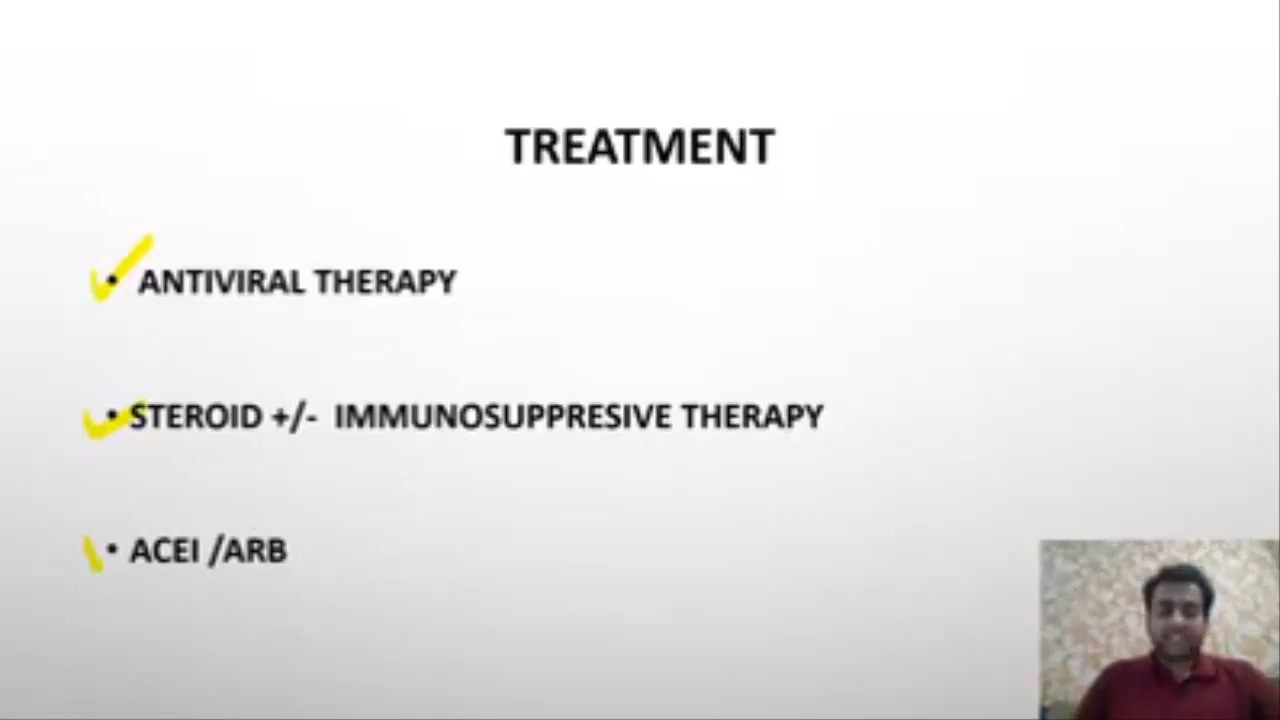 TREATMENT
• ANTIVIRAL THERAPY
• STEROID +/- IMMUNOSUPPRESIVE THERAPY
• ACEI /ARB